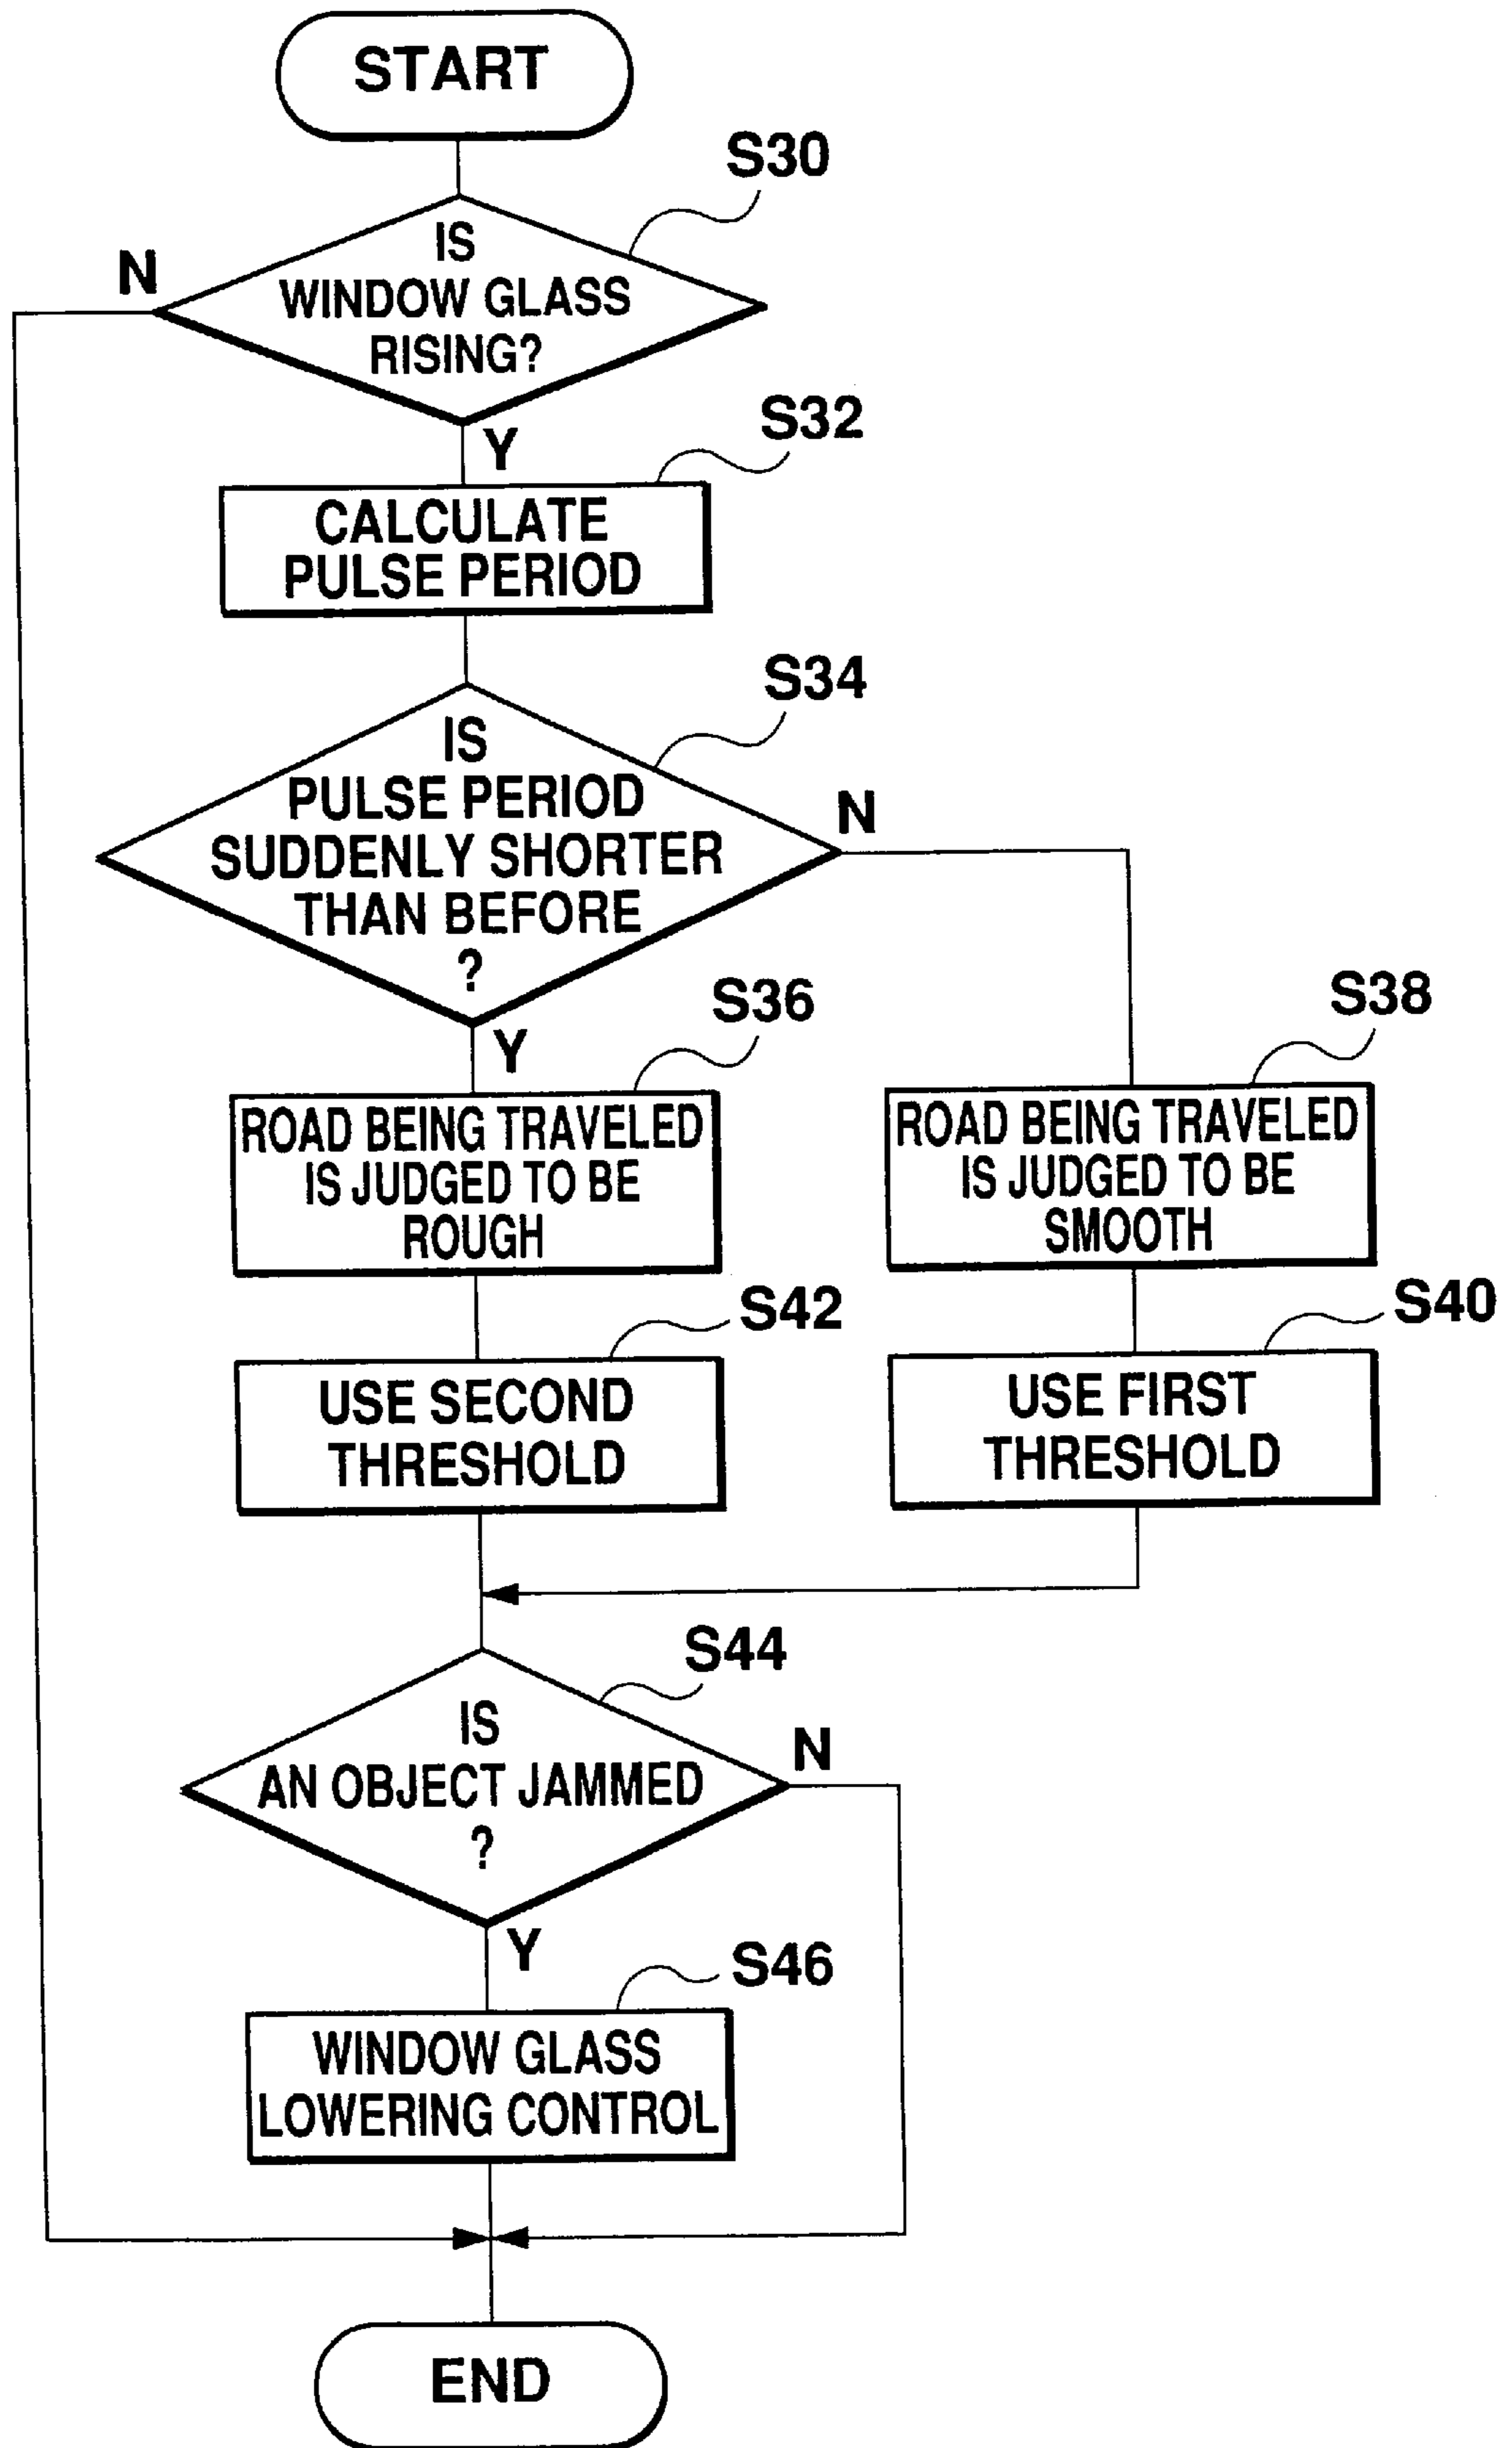 START
S30
IS
WINDOW GLASS
RISING?
N
Y
S32
CALCULATE
PULSE PERIOD
S34
IS
PULSE PERIOD
SUDDENLY SHORTER
THAN BEFORE
?
N
Y
S36
ROAD BEING TRAVELED
IS JUDGED TO BE
ROUGH
S38
ROAD BEING TRAVELED
IS JUDGED TO BE
SMOOTH
S42
USE SECOND
THRESHOLD
S40
USE FIRST
THRESHOLD
S44
IS
AN OBJECT JAMMED
?
N
Y
S46
WINDOW GLASS
LOWERING CONTROL
END